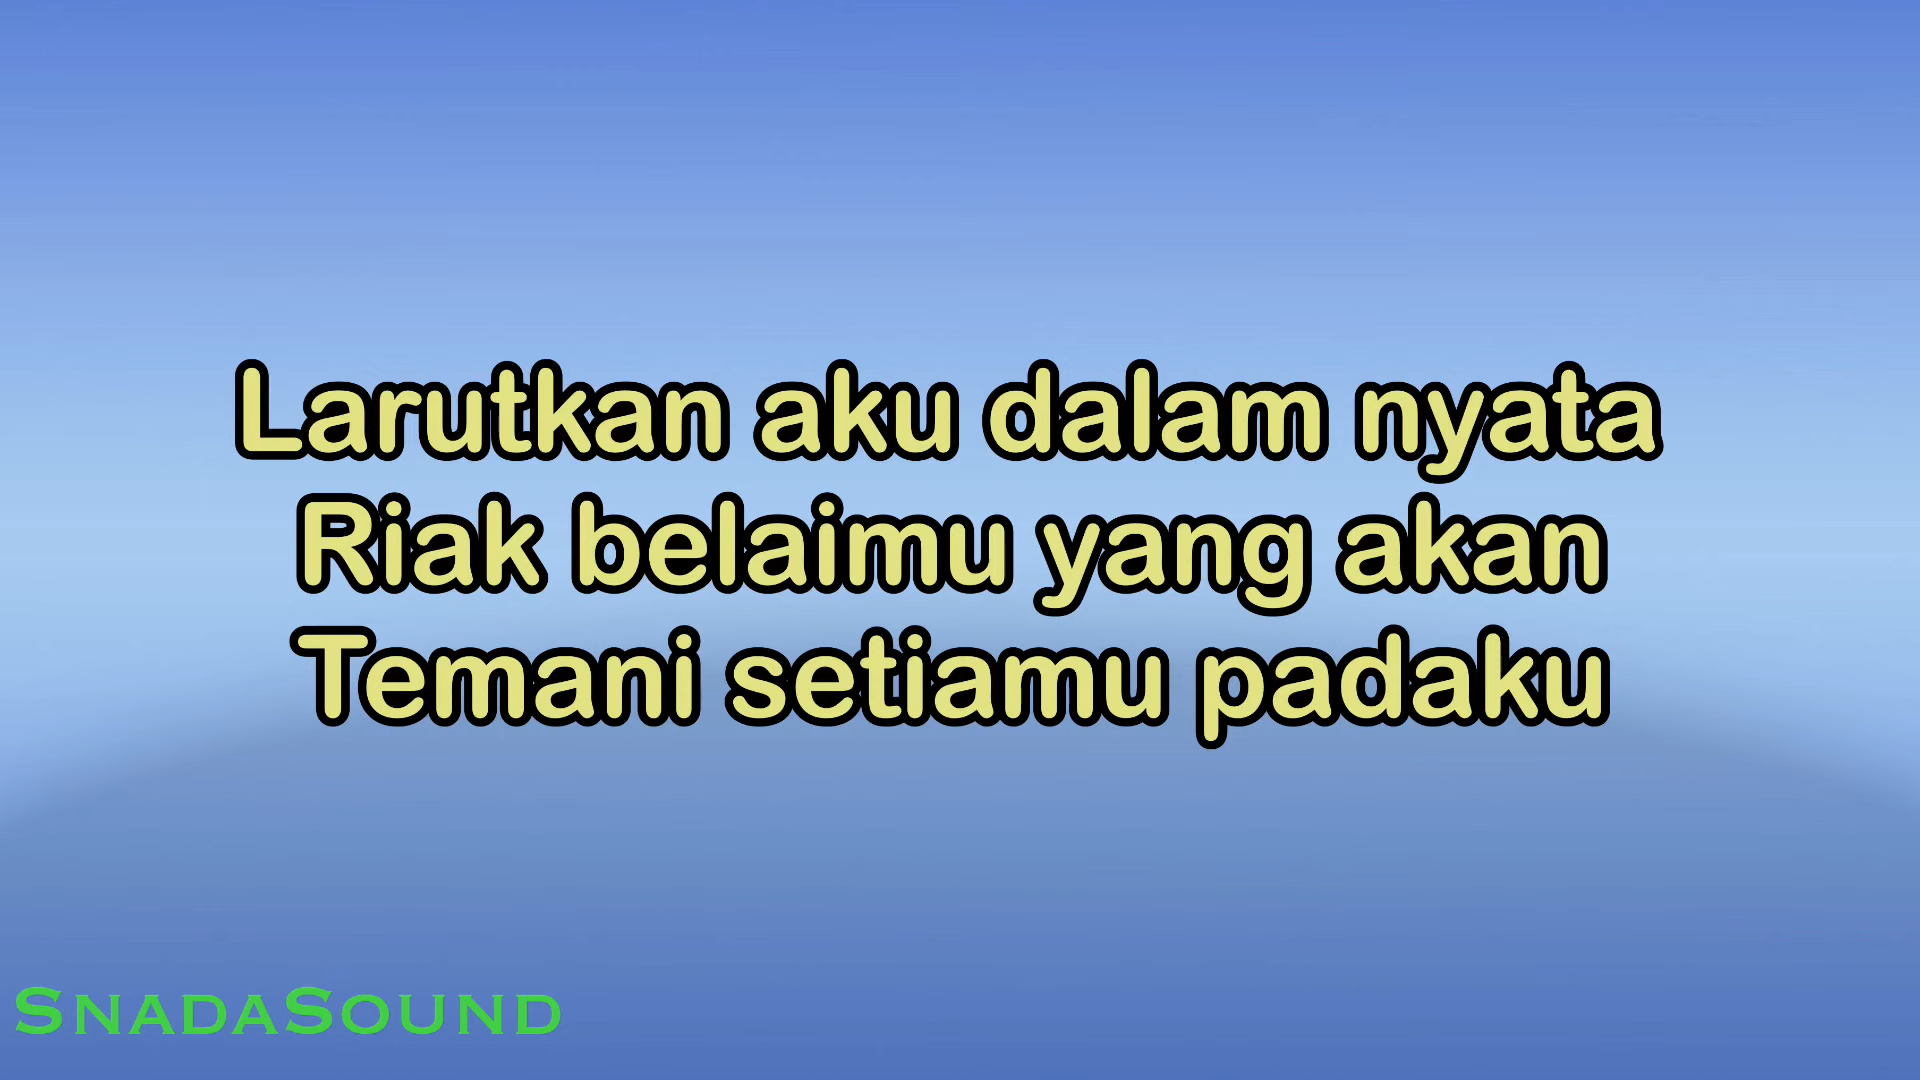 Larutkan aku dalam nyata
Riak belaimu yang akan
Temani setiamu padaku
SnadaSound